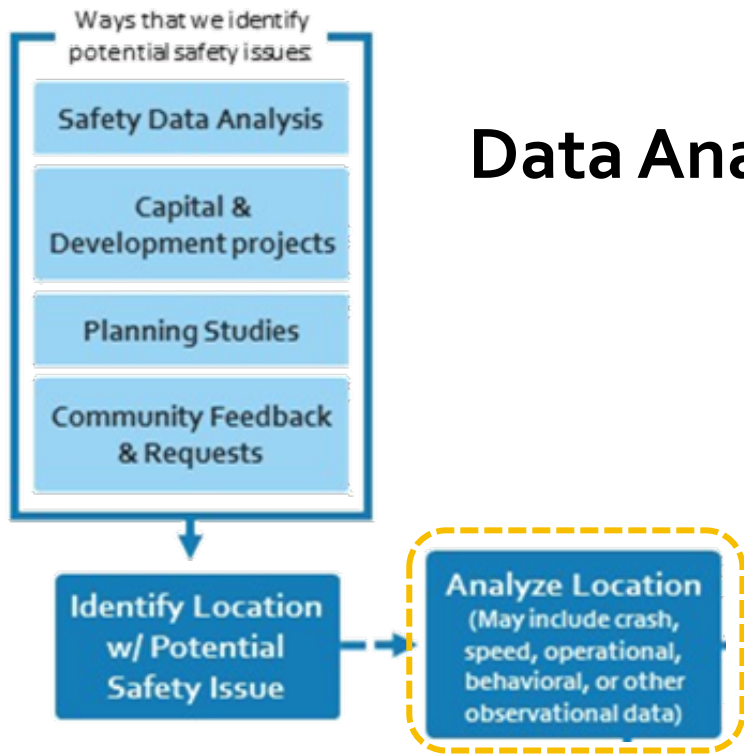 Ways that we identify
potential safety issues:
Safety Data Analysis
Capital &
Development projects
Planning Studies
Community Feedback
& Requests
Data Ana
Identify Location
w/ Potential
Safety Issue
Analyze Location
(May include crash,
speed, operational,
behavioral, or other
observational data)